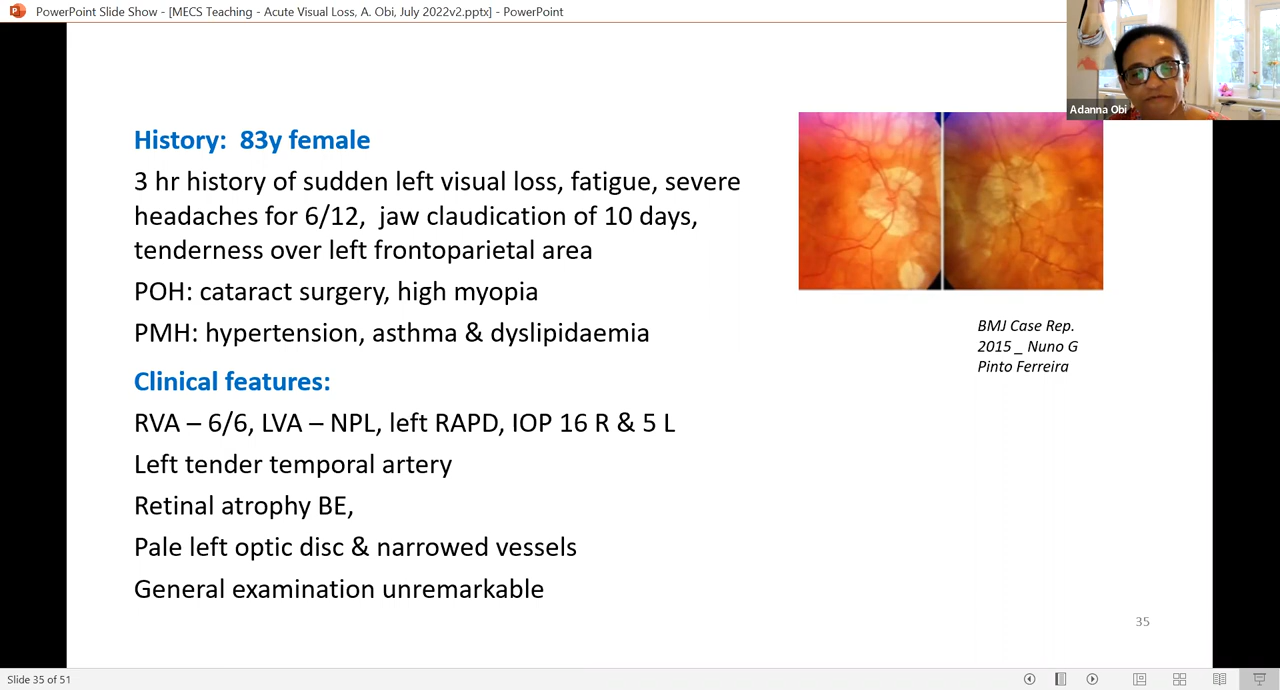 PowerPoint Slide Show - [MECS Teaching - Acute Visual Loss, A. Obi, July 2022v2.pptx] - PowerPoint
Adanna Obi
History: 83y female
3 hr history of sudden left visual loss, fatigue, severe
headaches for 6/12, jaw claudication of 10 days,
tenderness over left frontoparietal area
POH: cataract surgery, high myopia
PMH: hypertension, asthma & dyslipidaemia
Clinical features:
RVA – 6/6, LVA – NPL, left RAPD, IOP 16 R & 5 L
Left tender temporal artery
Retinal atrophy BE,
Pale left optic disc & narrowed vessels
General examination unremarkable
BMJ Case Rep.
2015 _ Nuno G
Pinto Ferreira
35
Slide 35 of 51